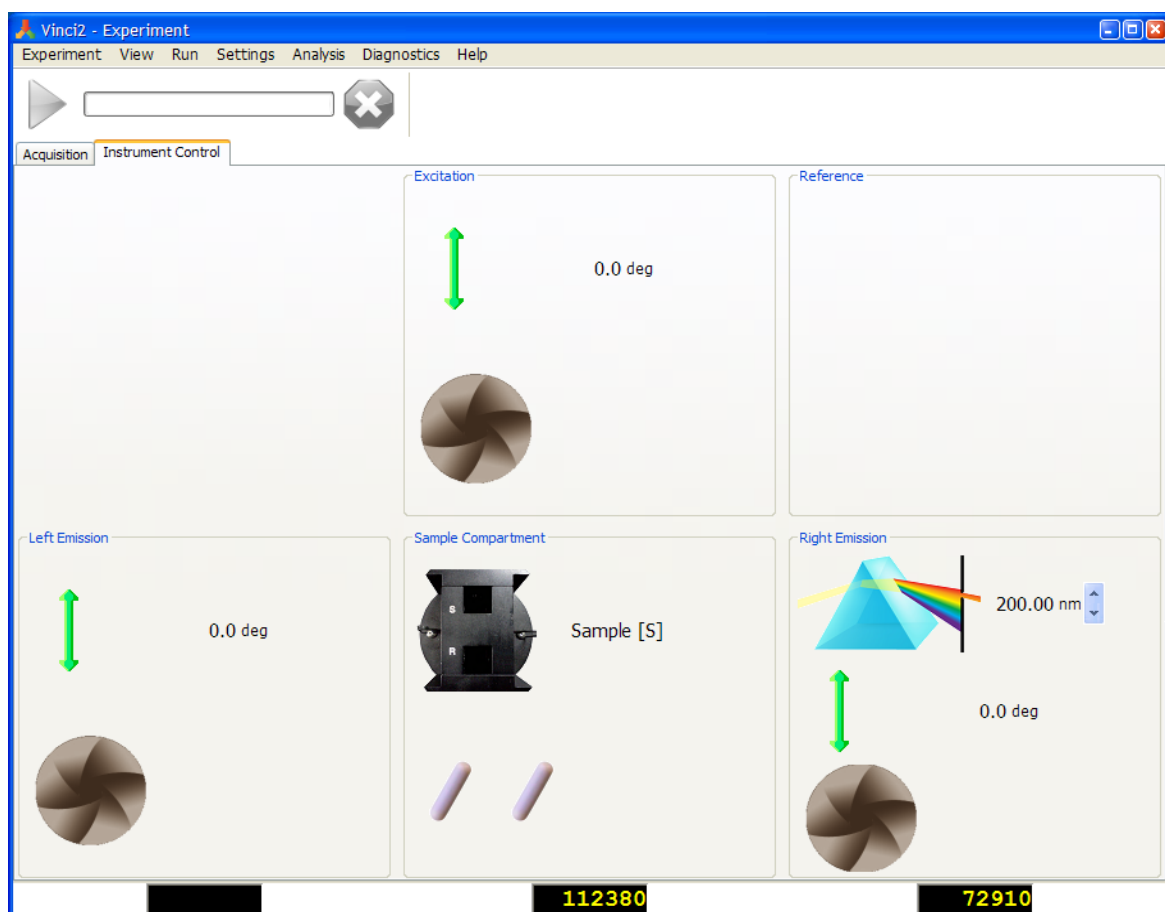 Vinci2 - Experiment
Experiment View Run Settings Analysis Diagnostics Help
Acquisition Instrument Control
Excitation
Reference
0.0 deg
Left Emission
Sample Compartment
Right Emission
0.0 deg
S
R
Sample [S]
200.00 nm
0.0 deg
112380
72910